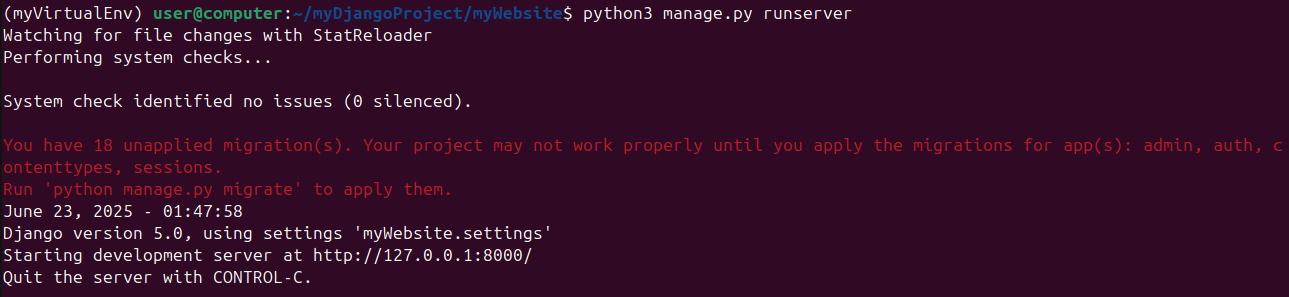 (myVirtualEnv) user@computer:~/myDjangoProject/myWebsite$ python3 manage.py runserver
Watching for file changes with StatReloader
Performing system checks...
System check identified no issues (0 silenced).
You have 18 unapplied migration(s). Your project may not work properly until you apply the migrations for app(s): admin, auth, c
ontenttypes, sessions.
Run 'python manage.py migrate' to apply them.
June 23, 2025 - 01:47:58
Django version 5.0, using settings 'myWebsite.settings'
Starting development server at http://127.0.0.1:8000/
Quit the server with CONTROL-C.